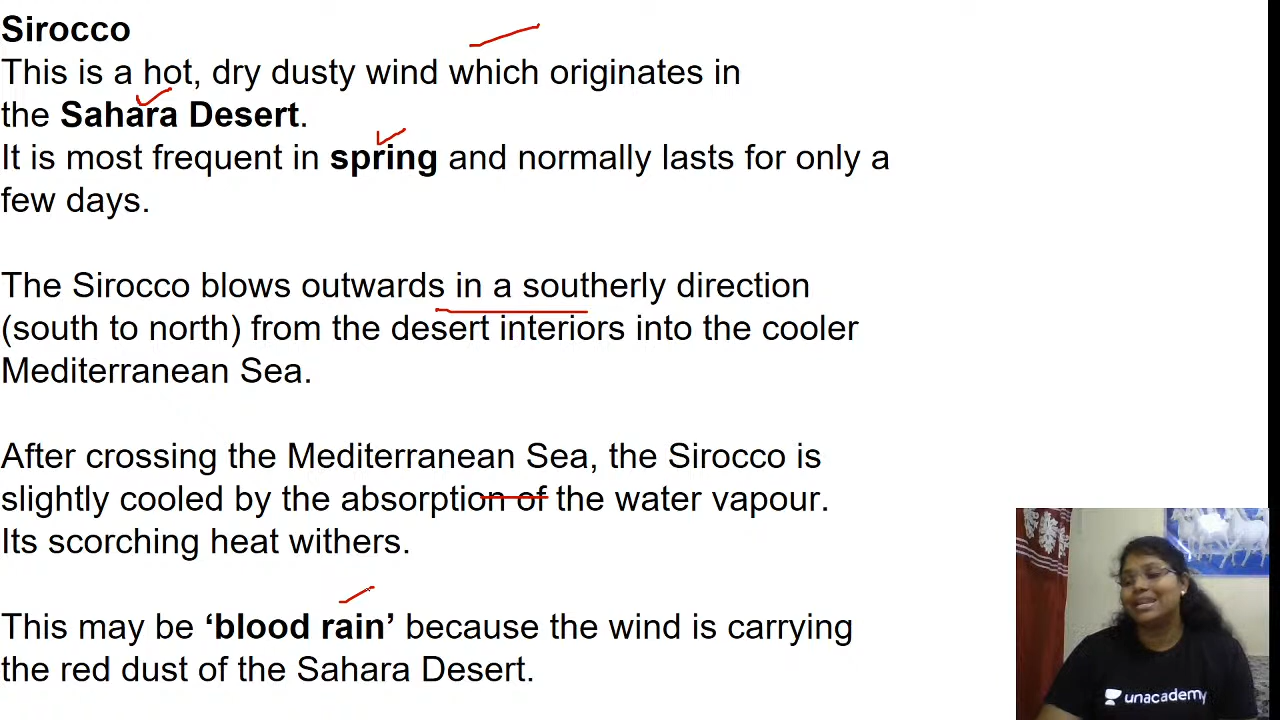 Sirocco
This is a hot, dry dusty wind which originates in
the Sahara Desert.
It is most frequent in spring and normally lasts for only a
few days.
The Sirocco blows outwards in a southerly direction
(south to north) from the desert interiors into the cooler
Mediterranean Sea.
After crossing the Mediterranean Sea, the Sirocco is
slightly cooled by the absorption of the water vapour.
Its scorching heat withers.
This may be ‘blood rain’ because the wind is carrying
the red dust of the Sahara Desert.
unacademy